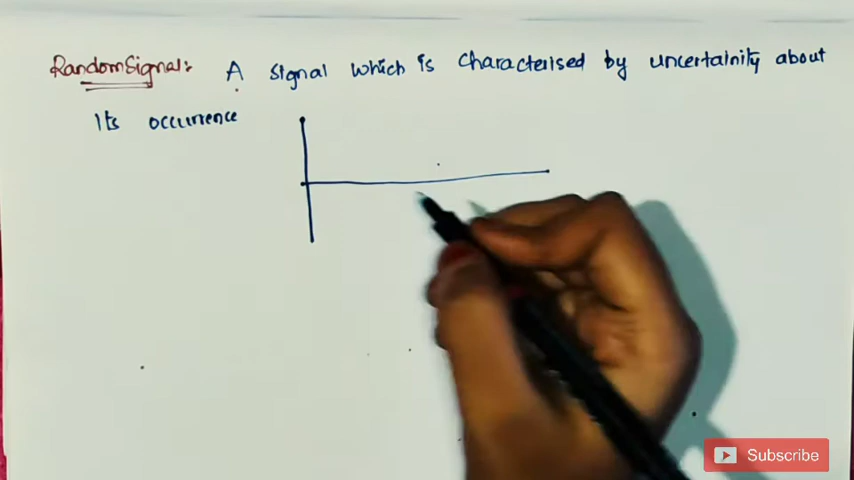 Random Signal: A signal which is characterised by uncertainity about
Its occurrence
Subscribe